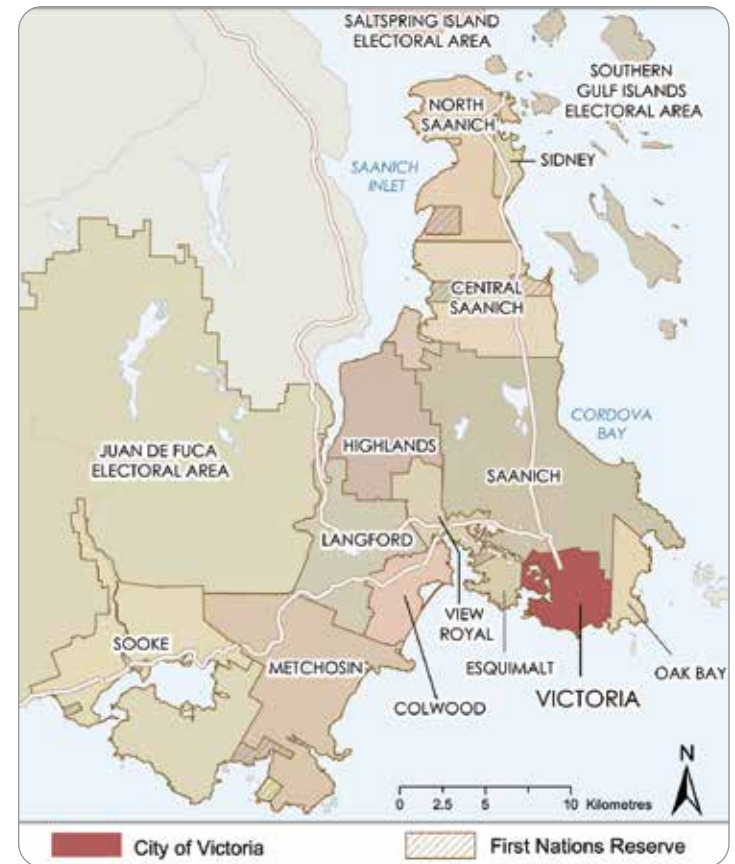 SALTSPRING ISLAND
ELECTORAL AREA
SOUTHERN
GULF ISLANDS
ELECTORAL AREA
NORTH
SAANICH
SIDNEY
SAANICH
INLET
CENTRAL
SAANICH
CORDOVA
BAY
HIGHLANDS
JUAN DE FUCA
ELECTORAL AREA
SAANICH
LANGFORD
VIEW
ROYAL
SOOKE
METCHOSIN
ESQUIMALT
OAK BAY
VICTORIA
COLWOOD
N
0 2.5 5 10 Kilometres
City of Victoria
First Nations Reserve